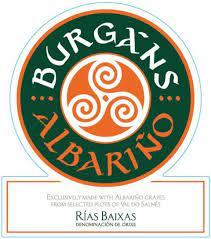 BURGÁNS
ALBARIÑO
EXCLUSIVELY MADE WITH ALBARIÑO GRAPES
FROM SELECTED PLOTS OF VAL DO SALNÉS
RÍAS BAIXAS
DENOMINACIÓN DE ORIXE